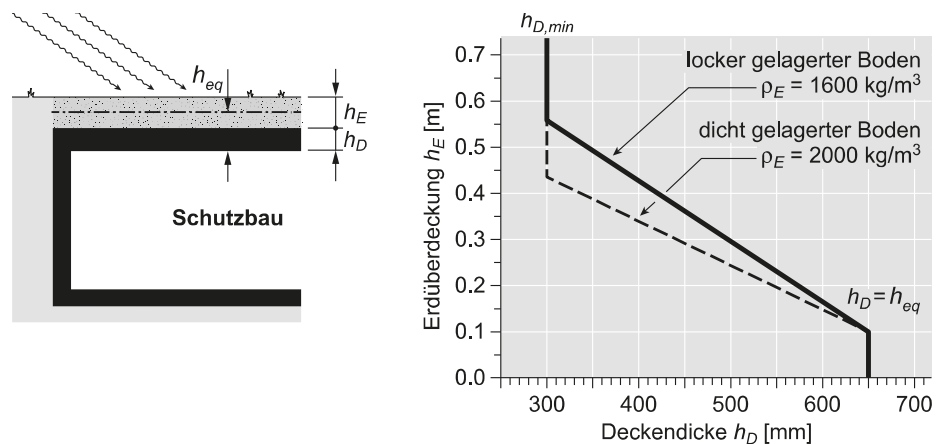 h_eq
h_E
h_D
Schutzbau
h_D,min
0.7
0.6
0.5
0.4
0.3
0.2
0.1
0.0
Erdüberdeckung h_E [m]
locker gelagerter Boden
ρ_E = 1600 kg/m³
dicht gelagerter Boden
ρ_E = 2000 kg/m³
h_D = h_eq
300 400 500 600 700
Deckendicke h_D [mm]